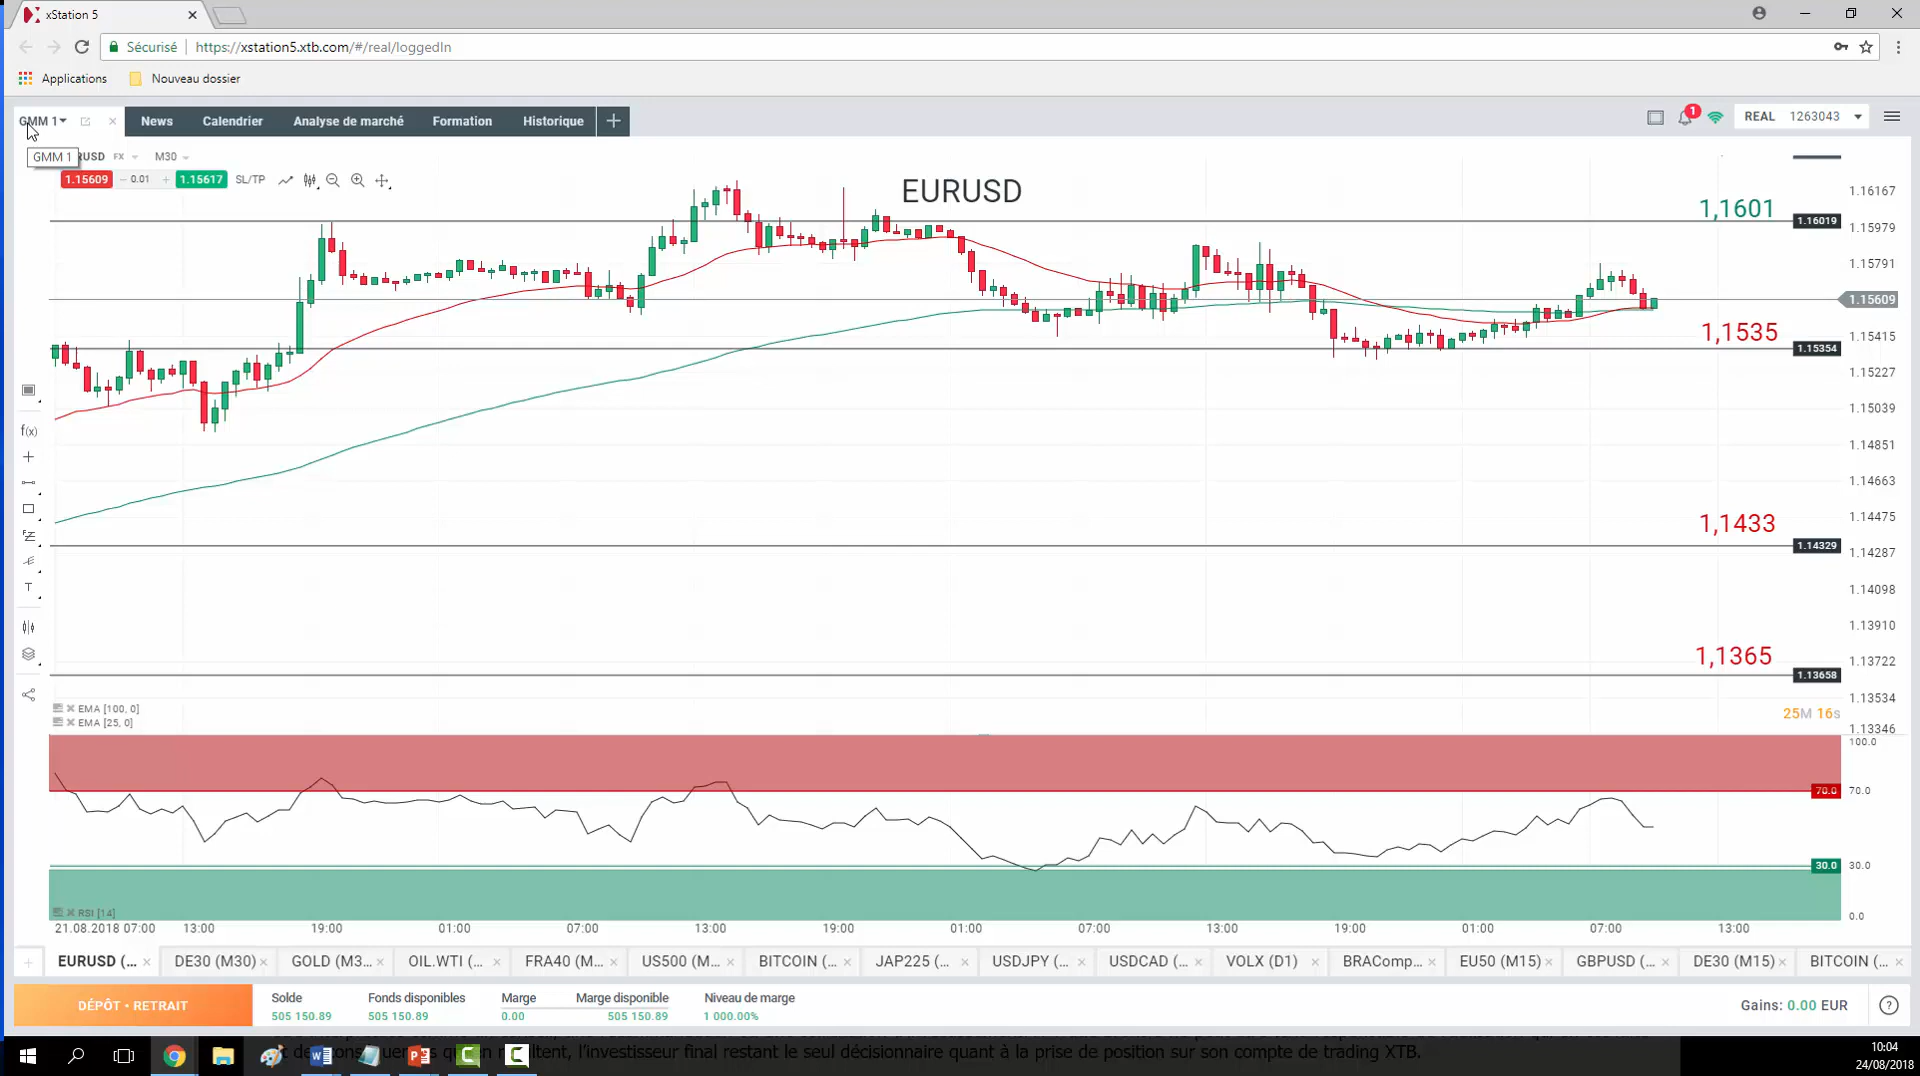 xStation 5
Sécurisé https://xstation5.xtb.com/#/real/loggedIn
Applications Nouveau dossier
GMM 1 News Calendrier Analyse de marché Formation Historique
1 REAL 1263043
GMM 1 RUSD FX M30
1.15609 0.01 1.15617 SL/TP
EURUSD
1.16167
1,1601
1.16019
1.15979
1.15791
1.15609
1,1535
1.15415
1.15354
1.15227
1.15039
f(x)
1.14851
1.14663
1.14475
1,1433
1.14329
1.14287
T
1.14098
1.13910
1,1365
1.13722
1.13658
1.13534
EMA [100, 0]
EMA [25, 0]
25M 16s
1.13346
100.0
70.0 70.0
30.0 30.0
RSI [14]
0.0
21.08.2018 07:00 13:00 19:00 01:00 07:00 13:00 19:00 01:00 07:00 13:00 19:00 01:00 07:00 13:00
EURUSD (... DE30 (M30) GOLD (M3... OIL.WTI (... FRA40 (M... US500 (M... BITCOIN (... JAP225 (... USDJPY (... USDCAD (... VOLX (D1) BRAComp... EU50 (M15) GBPUSD (... DE30 (M15) BITCOIN (...
DÉPÔT • RETRAIT
Solde Fonds disponibles Marge Marge disponible Niveau de marge
505 150.89 505 150.89 0.00 505 150.89 1 000.00%
Gains: 0.00 EUR ?
l'investisseur final restant le seul décisionnaire quant à la prise de position sur son compte de trading XTB.
10:04
24/08/2018